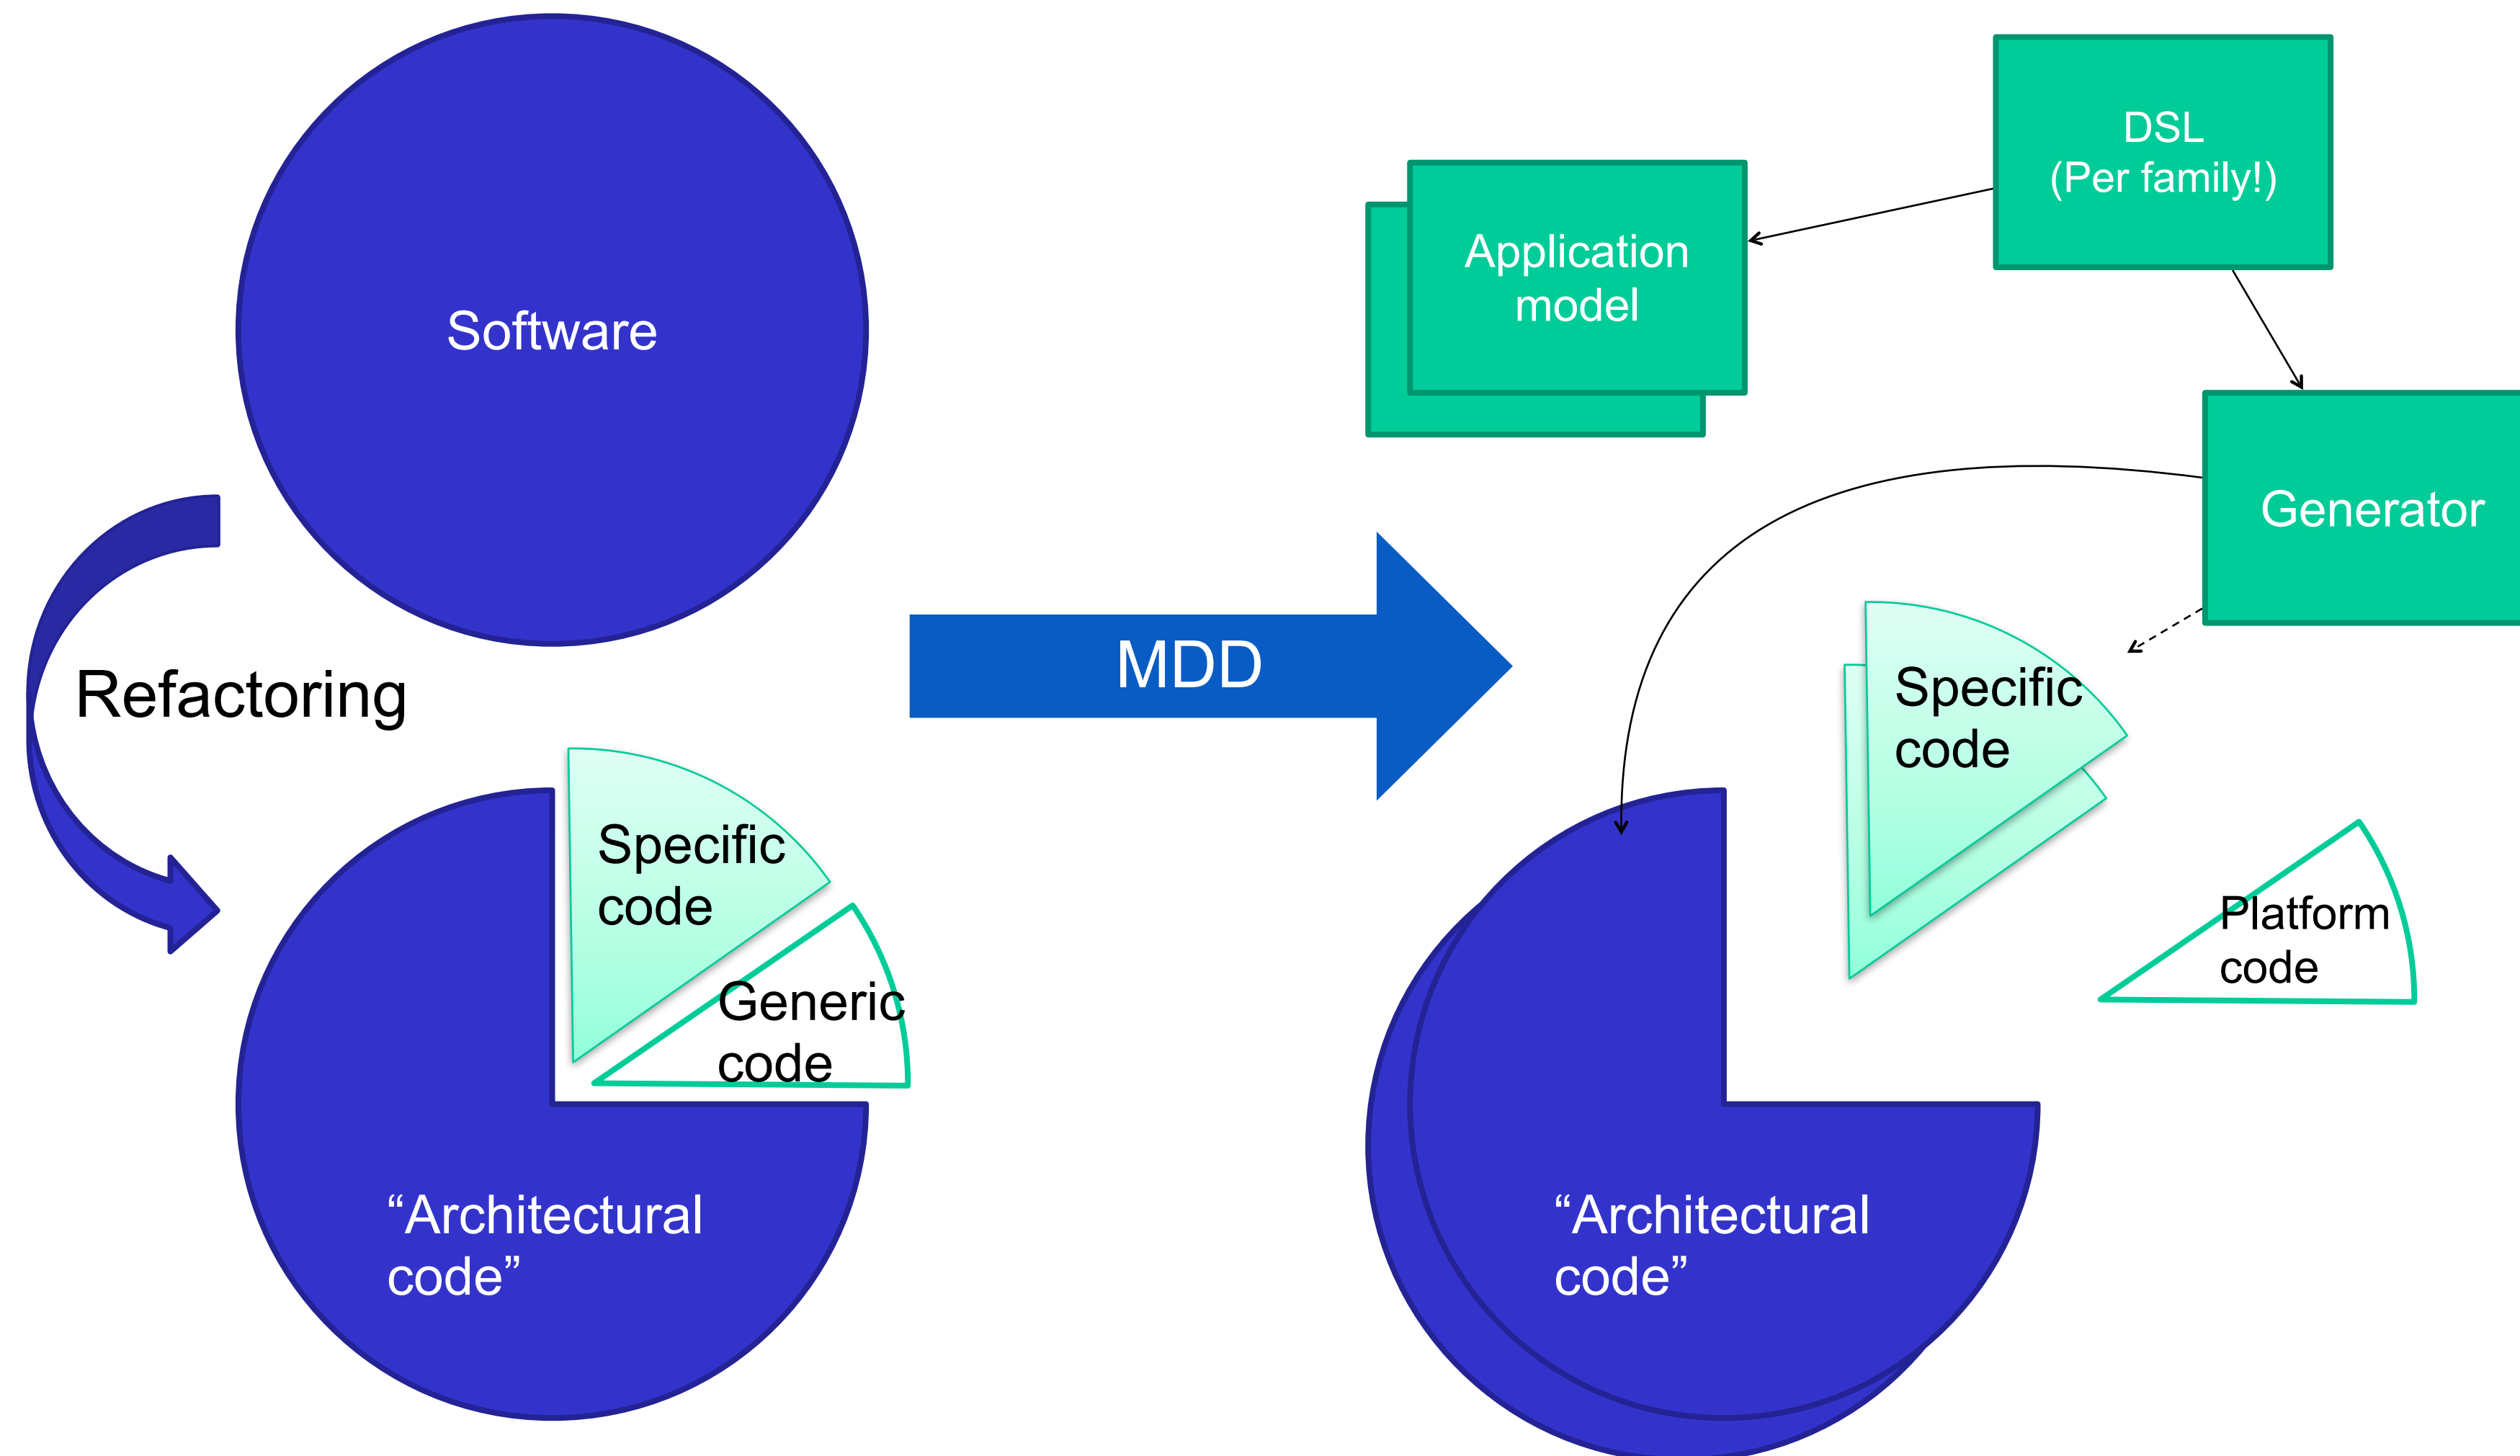 Software
Refactoring
Specific
code
Generic
code
“Architectural
code”
MDD
DSL
(Per family!)
Application
model
Generator
Specific
code
Platform
code
“Architectural
code”